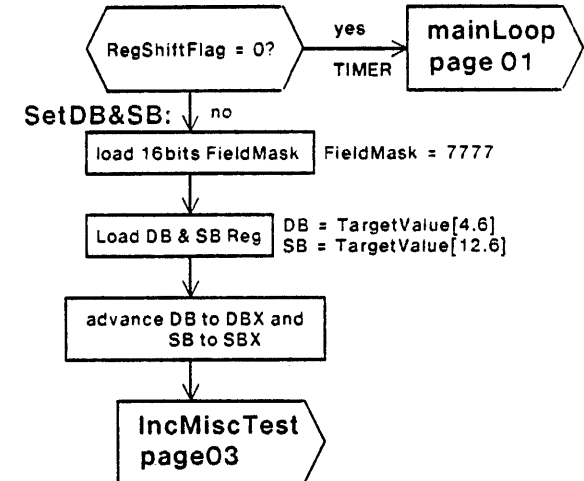 RegShiftFlag = 0?
yes
TIMER
mainLoop
page 01
SetDB&SB:
no
load 16bits FieldMask
FieldMask = 7777
Load DB & SB Reg
DB = TargetValue[4.6]
SB = TargetValue[12.6]
advance DB to DBX and
SB to SBX
IncMiscTest
page03